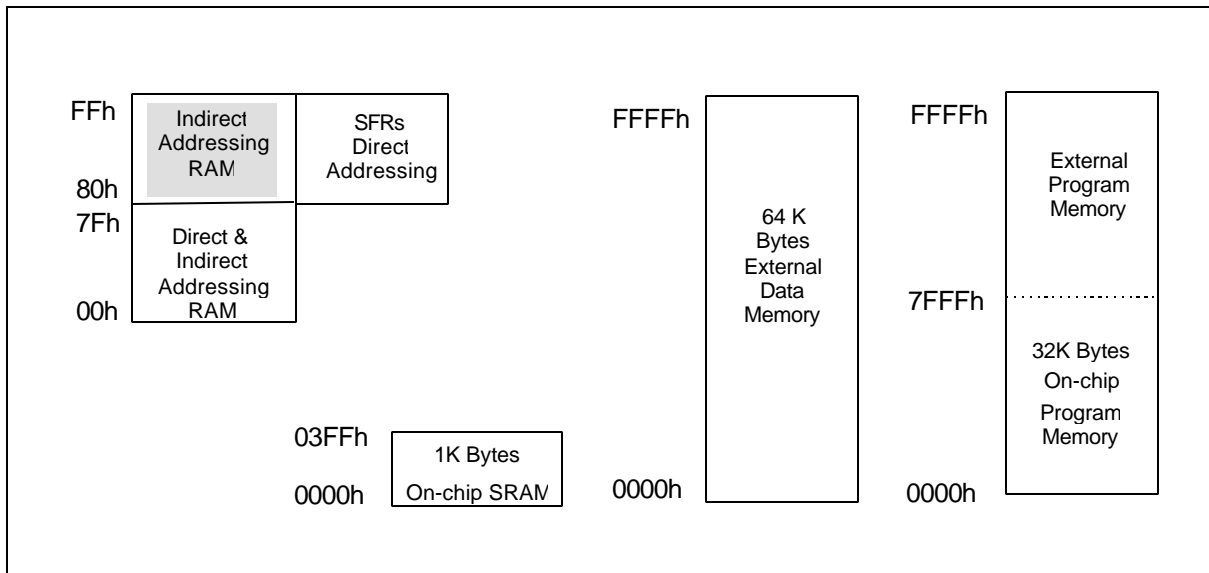 FFh
Indirect
Addressing
RAM
80h
SFRs
Direct
Addressing
7Fh
Direct &
Indirect
Addressing
RAM
00h
03FFh
1K Bytes
0000h
On-chip SRAM
FFFFh
64 K
Bytes
External
Data
Memory
0000h
FFFFh
External
Program
Memory
7FFFh
32K Bytes
On-chip
Program
Memory
0000h